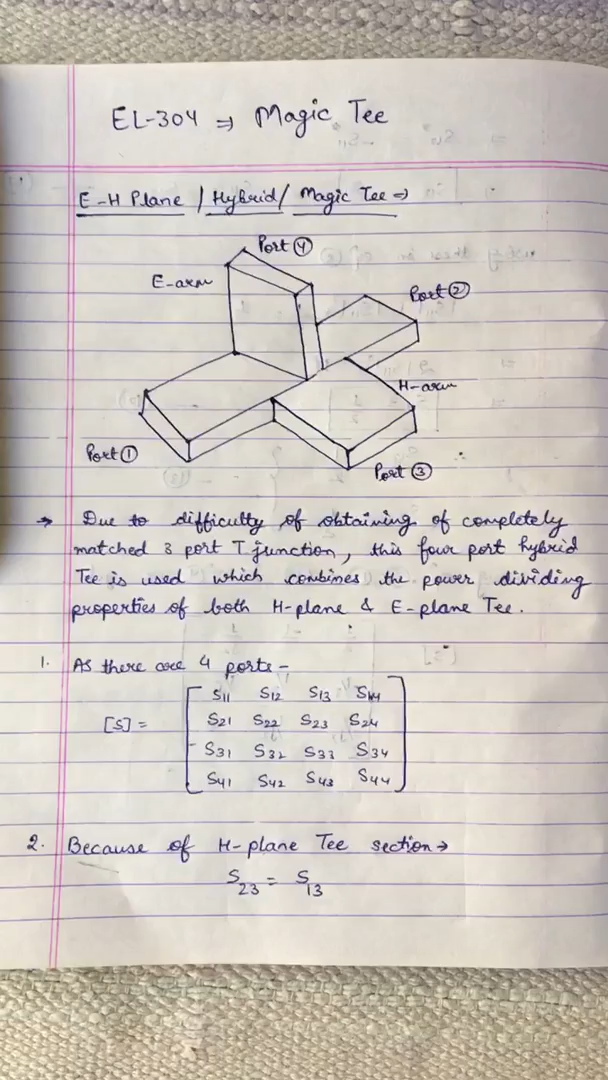 EL-304 ⇒ Magic Tee
E-H Plane / Hybrid / Magic Tee ⇒
Port ④
E-arm
Port ②
H-arm
Port ①
Port ③
→ Due to difficulty of obtaining of completely
matched 3 port T junction, this four port hybrid
Tee is used which combines the power dividing
properties of both H-plane & E-plane Tee.
1. As there are 4 ports -
S11 S12 S13 S14
[S] = S21 S22 S23 S24
S31 S32 S33 S34
S41 S42 S43 S44
2. Because of H-plane Tee section →
S23 = S13